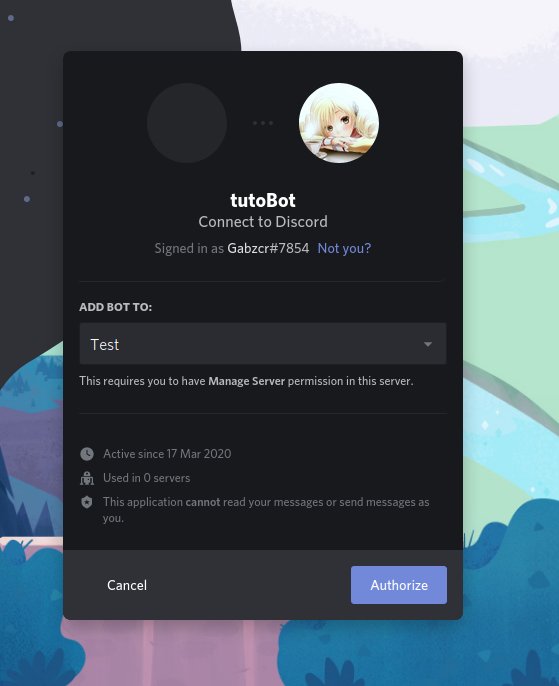 tutoBot
Connect to Discord
Signed in as Gabzcr#7854 Not you?
ADD BOT TO:
Test
This requires you to have Manage Server permission in this server.
Active since 17 Mar 2020
Used in 0 servers
This application cannot read your messages or send messages as
you.
Cancel
Authorize